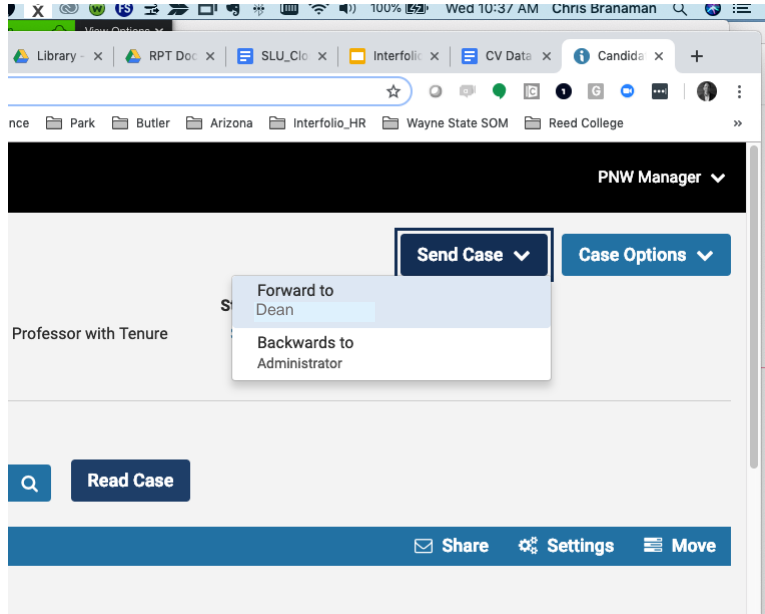 100% Wed 10:37 AM Chris Branaman
View Options
Library - RPT Doc SLU_Clo Interfolio CV Data Candida
nce Park Butler Arizona Interfolio_HR Wayne State SOM Reed College »
PNW Manager
Send Case Case Options
Forward to
Dean
Professor with Tenure
Backwards to
Administrator
Read Case
Share Settings Move